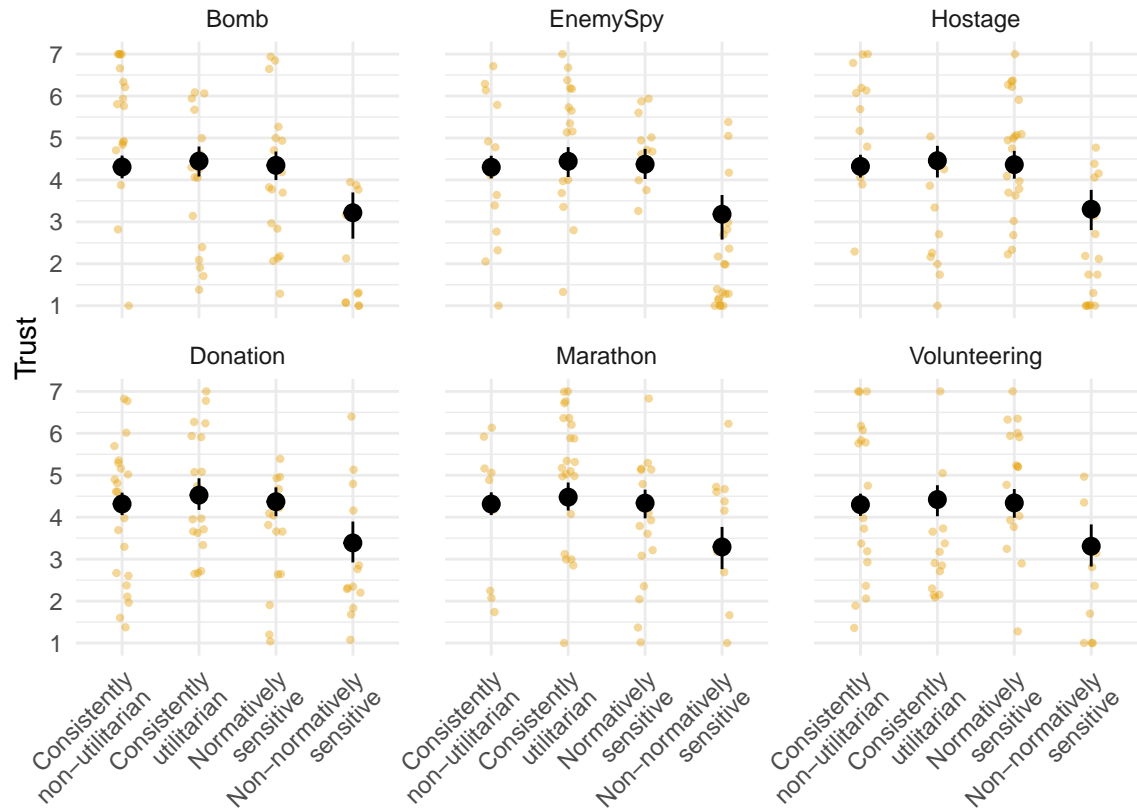 Bomb
EnemySpy
Hostage
7
6
5
4
3
2
1
Trust
Donation
Marathon
Volunteering
7
6
5
4
3
2
1
Consistently
non−utilitarian
Consistently
utilitarian
Normatively
sensitive
Non−normatively
sensitive
Consistently
non−utilitarian
Consistently
utilitarian
Normatively
sensitive
Non−normatively
sensitive
Consistently
non−utilitarian
Consistently
utilitarian
Normatively
sensitive
Non−normatively
sensitive